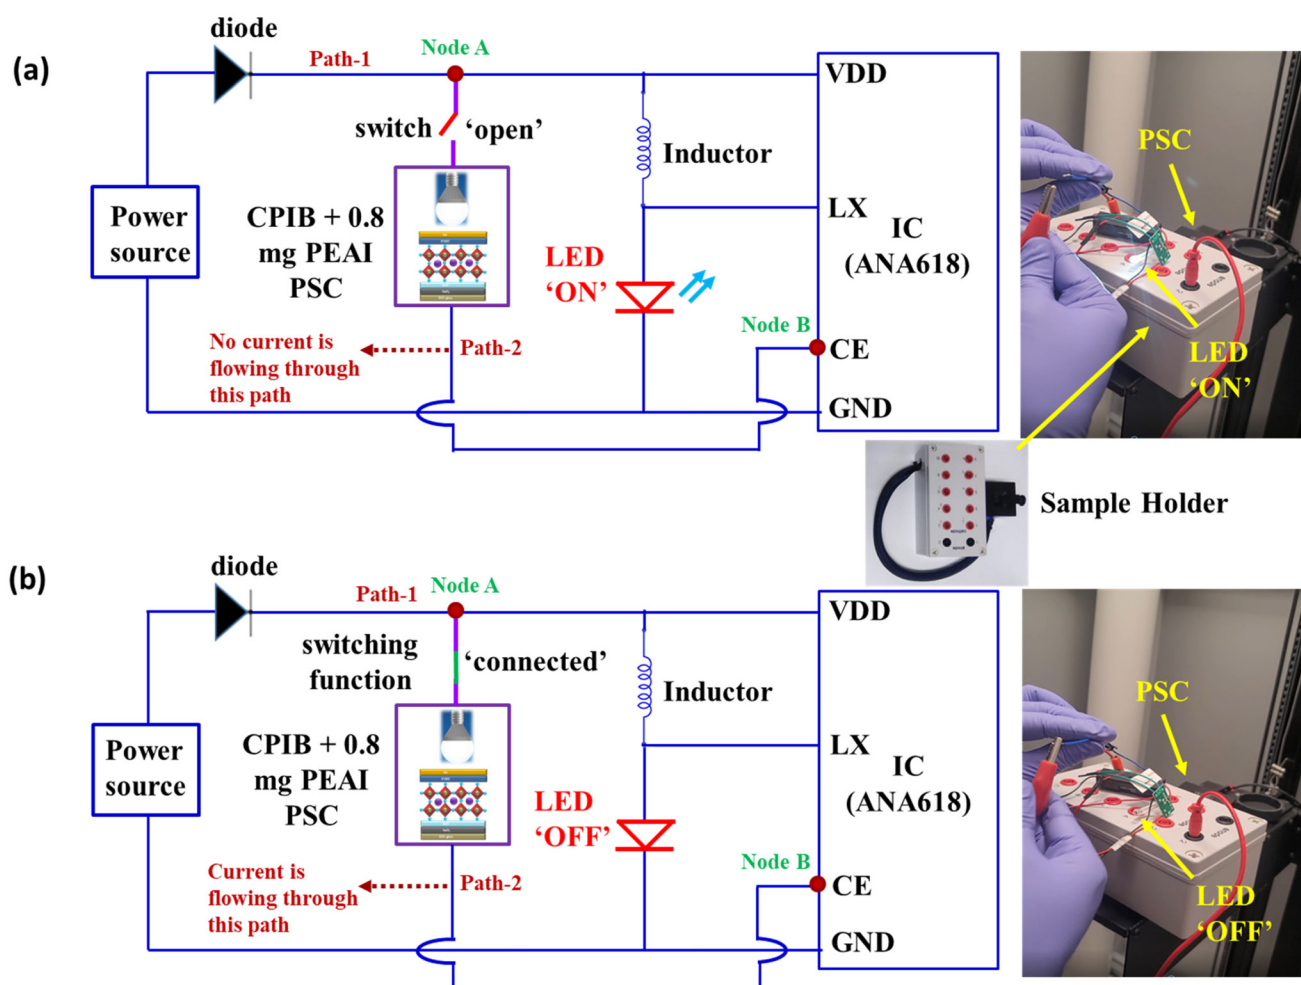 (a)
diode
Path-1
Node A
VDD
switch
‘open’
Inductor
PSC
Power
source
CPIB + 0.8
mg PEAI
PSC
LX
IC
(ANA618)
LED
‘ON’
No current is
flowing through
this path
Path-2
Node B
CE
GND
LED
‘ON’
Sample Holder
(b)
diode
Path-1
Node A
VDD
switching
function
‘connected’
Inductor
PSC
Power
source
CPIB + 0.8
mg PEAI
PSC
LX
IC
(ANA618)
LED
‘OFF’
Current is
flowing through
this path
Path-2
Node B
CE
GND
LED
‘OFF’